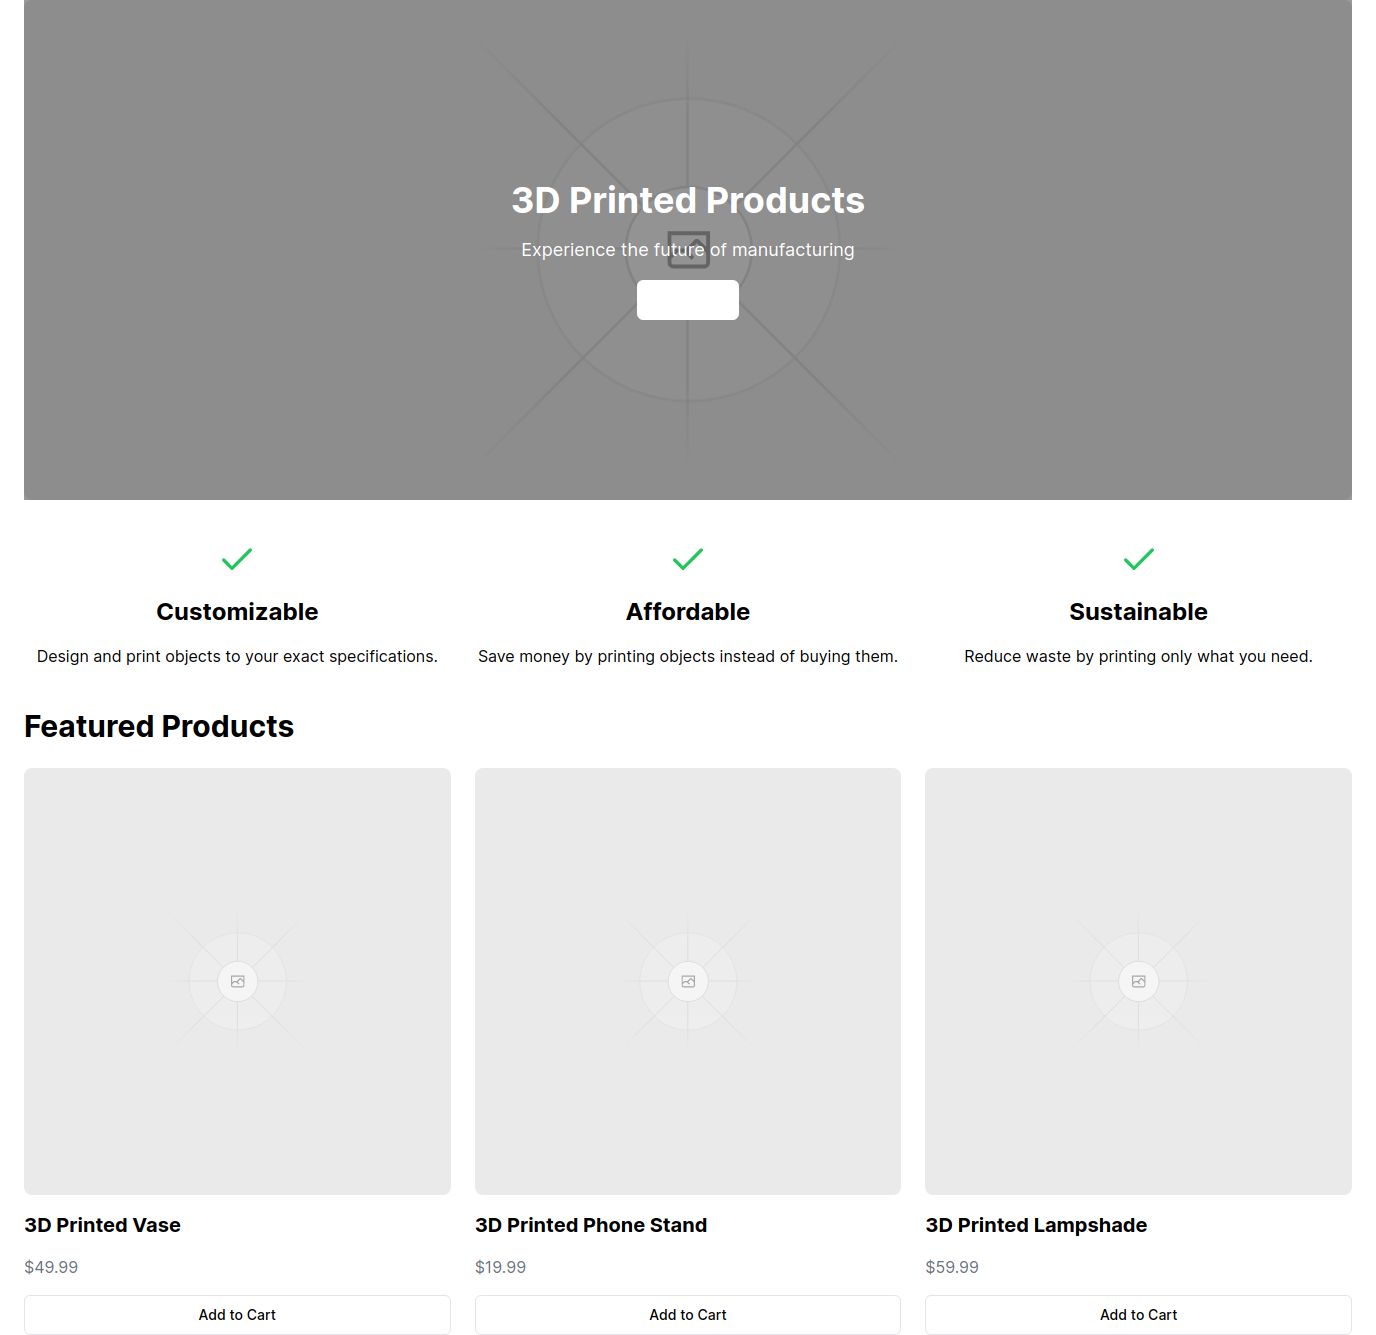 3D Printed Products
Experience the future of manufacturing
Customizable
Affordable
Sustainable
Design and print objects to your exact specifications.
Save money by printing objects instead of buying them.
Reduce waste by printing only what you need.
Featured Products
3D Printed Vase
3D Printed Phone Stand
3D Printed Lampshade
$49.99
$19.99
$59.99
Add to Cart
Add to Cart
Add to Cart